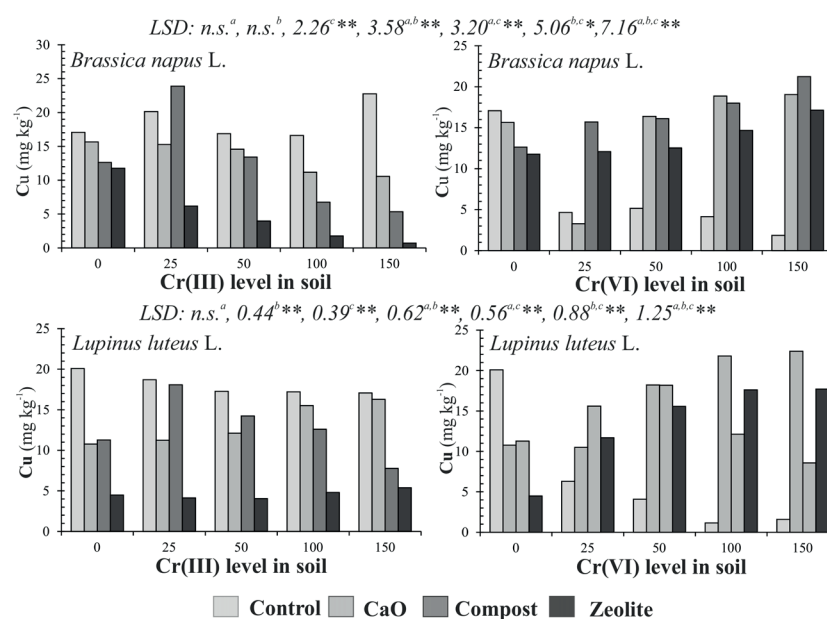 LSD: n.s.ᵃ, n.s.ᵇ, 2.26ᶜ**, 3.58ᵃ,ᵇ**, 3.20ᵃ,ᶜ**, 5.06ᵇ,ᶜ*,7.16ᵃ,ᵇ,ᶜ**
Brassica napus L.
Cu (mg kg⁻¹)
30
25
20
15
10
5
0
0 25 50 100 150
Cr(III) level in soil
Brassica napus L.
Cu (mg kg⁻¹)
25
20
15
10
5
0
0 25 50 100 150
Cr(VI) level in soil
LSD: n.s.ᵃ, 0.44ᵇ**, 0.39ᶜ**, 0.62ᵃ,ᵇ**, 0.56ᵃ,ᶜ**, 0.88ᵇ,ᶜ**, 1.25ᵃ,ᵇ,ᶜ**
Lupinus luteus L.
Cu (mg kg⁻¹)
25
20
15
10
5
0
0 25 50 100 150
Cr(III) level in soil
Lupinus luteus L.
Cu (mg kg⁻¹)
25
20
15
10
5
0
0 25 50 100 150
Cr(VI) level in soil
Control CaO Compost Zeolite